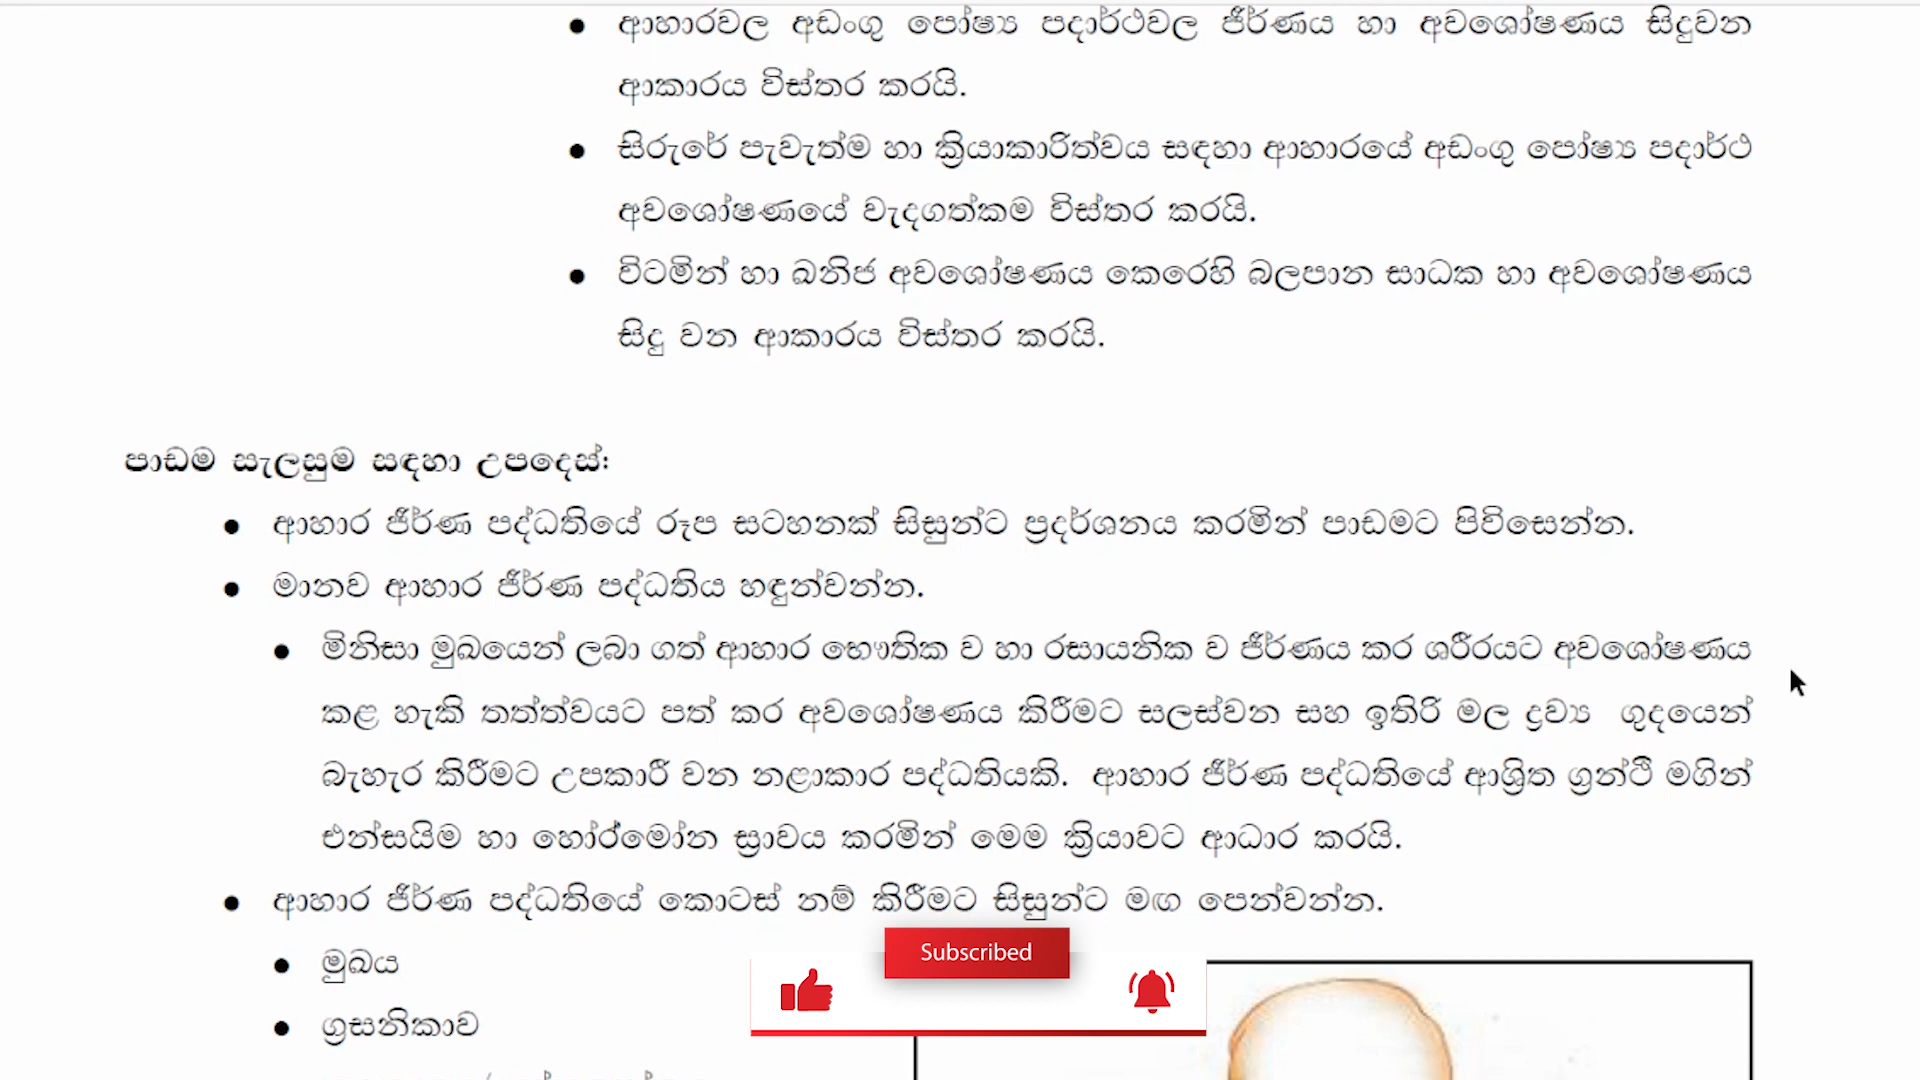 • ආහාරවල අඩංගු පෝෂ්‍ය පදාර්ථවල ජීර්ණය හා අවශෝෂණය සිදුවන
ආකාරය විස්තර කරයි.
• සිරුරේ පැවැත්ම හා ක්‍රියාකාරිත්වය සඳහා ආහාරයේ අඩංගු පෝෂ්‍ය පදාර්ථ
අවශෝෂණයේ වැදගත්කම විස්තර කරයි.
• විටමින් හා ඛනිජ අවශෝෂණය කෙරෙහි බලපාන සාධක හා අවශෝෂණය
සිදු වන ආකාරය විස්තර කරයි.
පාඩම සැලසුම සඳහා උපදෙස්:
• ආහාර ජීර්ණ පද්ධතියේ රූප සටහනක් සිසුන්ට ප්‍රදර්ශනය කරමින් පාඩමට පිවිසෙන්න.
• මානව ආහාර ජීර්ණ පද්ධතිය හඳුන්වන්න.
• මිනිසා මුඛයෙන් ලබා ගත් ආහාර භෞතික ව හා රසායනික ව ජීර්ණය කර ශරීරයට අවශෝෂණය
කළ හැකි තත්ත්වයට පත් කර අවශෝෂණය කිරීමට සලස්වන සහ ඉතිරි මල ද්‍රව්‍ය ගුදයෙන්
බැහැර කිරීමට උපකාරී වන නළාකාර පද්ධතියකි. ආහාර ජීර්ණ පද්ධතියේ ආශ්‍රිත ග්‍රන්ථි මගින්
එන්සයිම හා හෝර්මෝන ස්‍රාවය කරමින් මෙම ක්‍රියාවට ආධාර කරයි.
• ආහාර ජීර්ණ පද්ධතියේ කොටස් නම් කිරීමට සිසුන්ට මඟ පෙන්වන්න.
• මුඛය
• ග්‍රසනිකාව
Subscribed